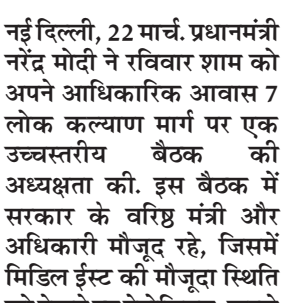 नई दिल्ली, 22 मार्च. प्रधानमंत्री
नरेंद्र मोदी ने रविवार शाम को
अपने आधिकारिक आवास 7
लोक कल्याण मार्ग पर एक
उच्चस्तरीय बैठक की
अध्यक्षता की. इस बैठक में
सरकार के वरिष्ठ मंत्री और
अधिकारी मौजूद रहे, जिसमें
मिडिल ईस्ट की मौजूदा स्थिति